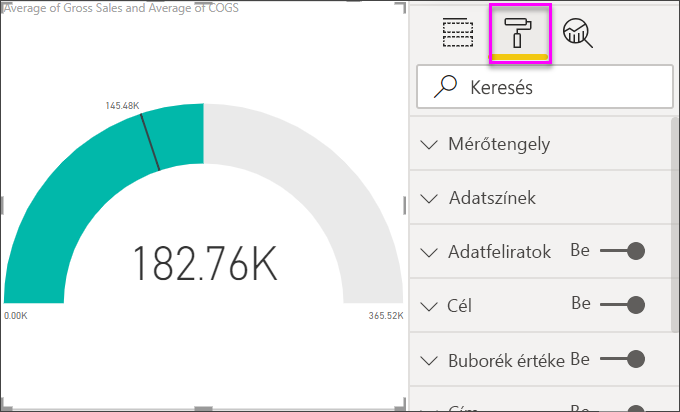 Average of Gross Sales and Average of COGS
145.48K
182.76K
0.00K
365.52K
Keresés
Mérőtengely
Adatszínek
Adatfeliratok Be
Cél Be
Buborék értéke Be